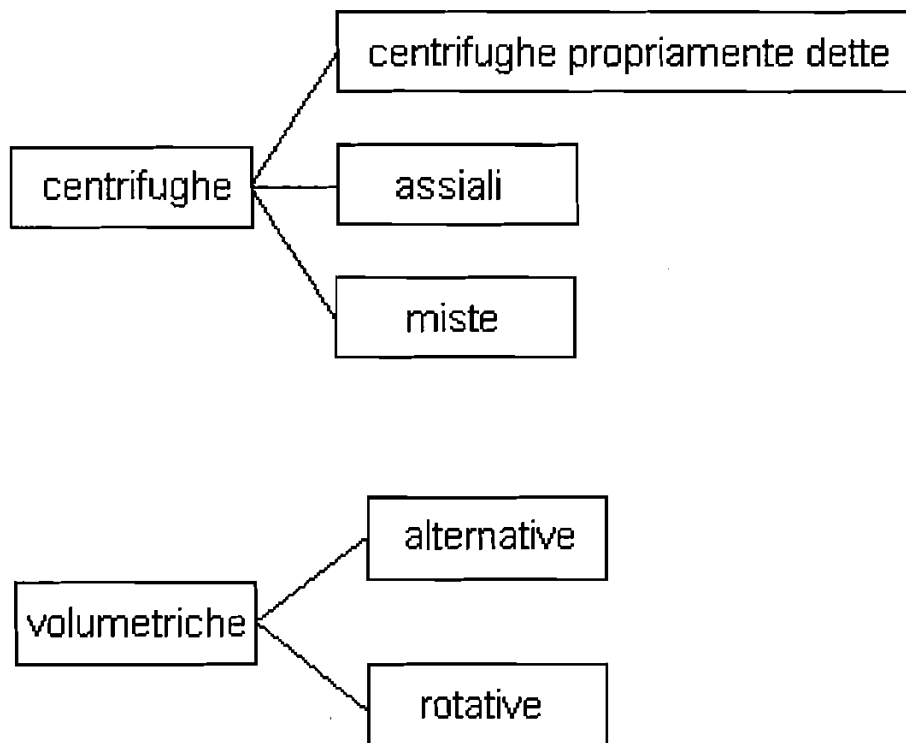 centrifughe propriamente dette
centrifughe
assiali
miste
alternative
volumetriche
rotative